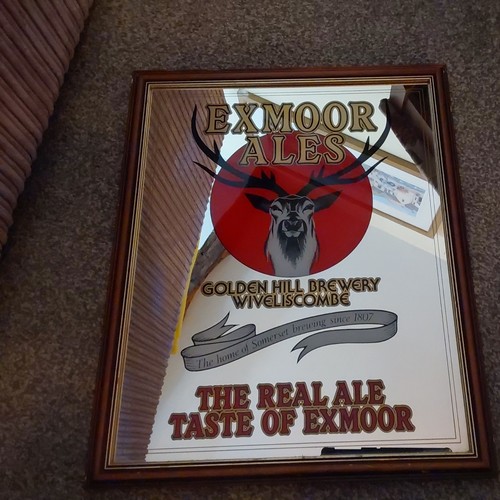 EXMOOR
ALES
GOLDEN HILL BREWERY
WIVELISCOMBE
The home of Somerset brewing since 1807
THE REAL ALE
TASTE OF EXMOOR